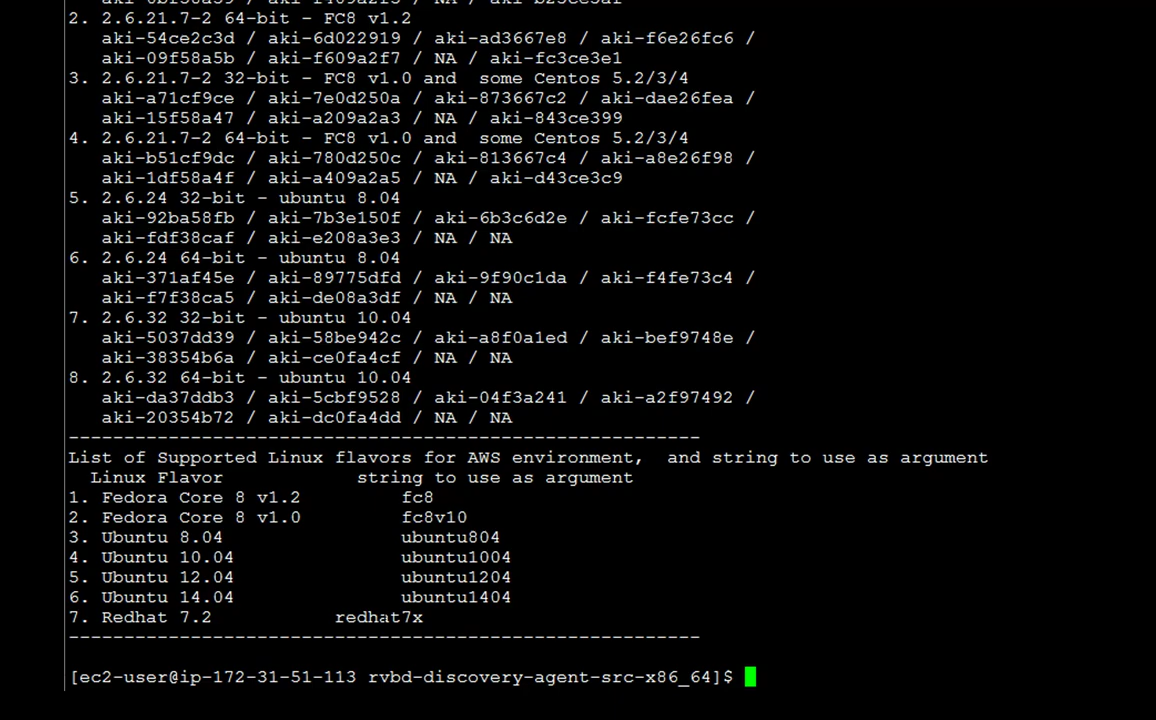 2. 2.6.21.7-2 64-bit - FC8 v1.2
aki-54ce2c3d / aki-6d022919 / aki-ad3667e8 / aki-f6e26fc6 /
aki-09f58a5b / aki-f609a2f7 / NA / aki-fc3ce3e1
3. 2.6.21.7-2 32-bit - FC8 v1.0 and  some Centos 5.2/3/4
aki-a71cf9ce / aki-7e0d250a / aki-873667c2 / aki-dae26fea /
aki-15f58a47 / aki-a209a2a3 / NA / aki-843ce399
4. 2.6.21.7-2 64-bit - FC8 v1.0 and  some Centos 5.2/3/4
aki-b51cf9dc / aki-780d250c / aki-813667c4 / aki-a8e26f98 /
aki-1df58a4f / aki-a409a2a5 / NA / aki-d43ce3c9
5. 2.6.24 32-bit - ubuntu 8.04
aki-92ba58fb / aki-7b3e150f / aki-6b3c6d2e / aki-fcfe73cc /
aki-fdf38caf / aki-e208a3e3 / NA / NA
6. 2.6.24 64-bit - ubuntu 8.04
aki-371af45e / aki-89775dfd / aki-9f90c1da / aki-f4fe73c4 /
aki-f7f38ca5 / aki-de08a3df / NA / NA
7. 2.6.32 32-bit - ubuntu 10.04
aki-5037dd39 / aki-58be942c / aki-a8f0a1ed / aki-bef9748e /
aki-38354b6a / aki-ce0fa4cf / NA / NA
8. 2.6.32 64-bit - ubuntu 10.04
aki-da37ddb3 / aki-5cbf9528 / aki-04f3a241 / aki-a2f97492 /
aki-20354b72 / aki-dc0fa4dd / NA / NA
---------------------------------------------------------
List of Supported Linux flavors for AWS environment,  and string to use as argument
Linux Flavor            string to use as argument
1. Fedora Core 8 v1.2         fc8
2. Fedora Core 8 v1.0         fc8v10
3. Ubuntu 8.04                ubuntu804
4. Ubuntu 10.04               ubuntu1004
5. Ubuntu 12.04               ubuntu1204
6. Ubuntu 14.04               ubuntu1404
7. Redhat 7.2           redhat7x
---------------------------------------------------------
[ec2-user@ip-172-31-51-113 rvbd-discovery-agent-src-x86_64]$